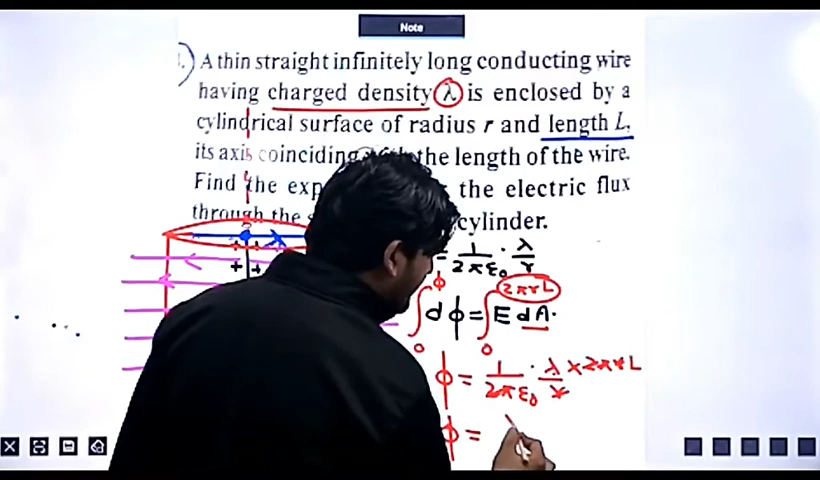 Note
A thin straight infinitely long conducting wire
having charged density λ is enclosed by a
cylindrical surface of radius r and length L,
its axis coinciding the length of the wire.
Find the the electric flux
through the cylinder.
= 1/2πε₀ · λ/r
∫₀^ϕ dϕ = ∫₀^2πrL E dA.
ϕ = 1/2πε₀ · λ/r × 2πrL
ϕ =
+ +
+ +
λ